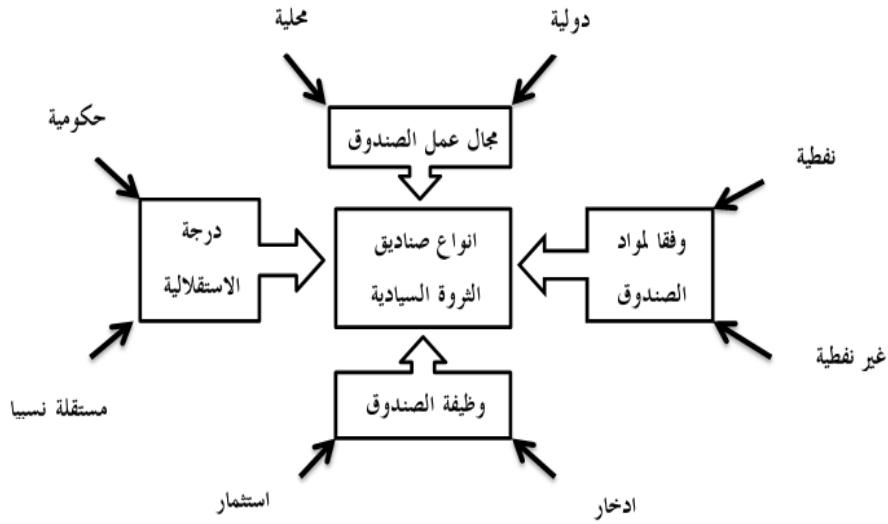 دولية
محلية
مجال عمل الصندوق
حكومية
نفطية
درجة
الاستقلالية
انواع صناديق
الثروة السيادية
وفقا لمواد
الصندوق
غير نفطية
مستقلة نسبيا
وظيفة الصندوق
استثمار
ادخار